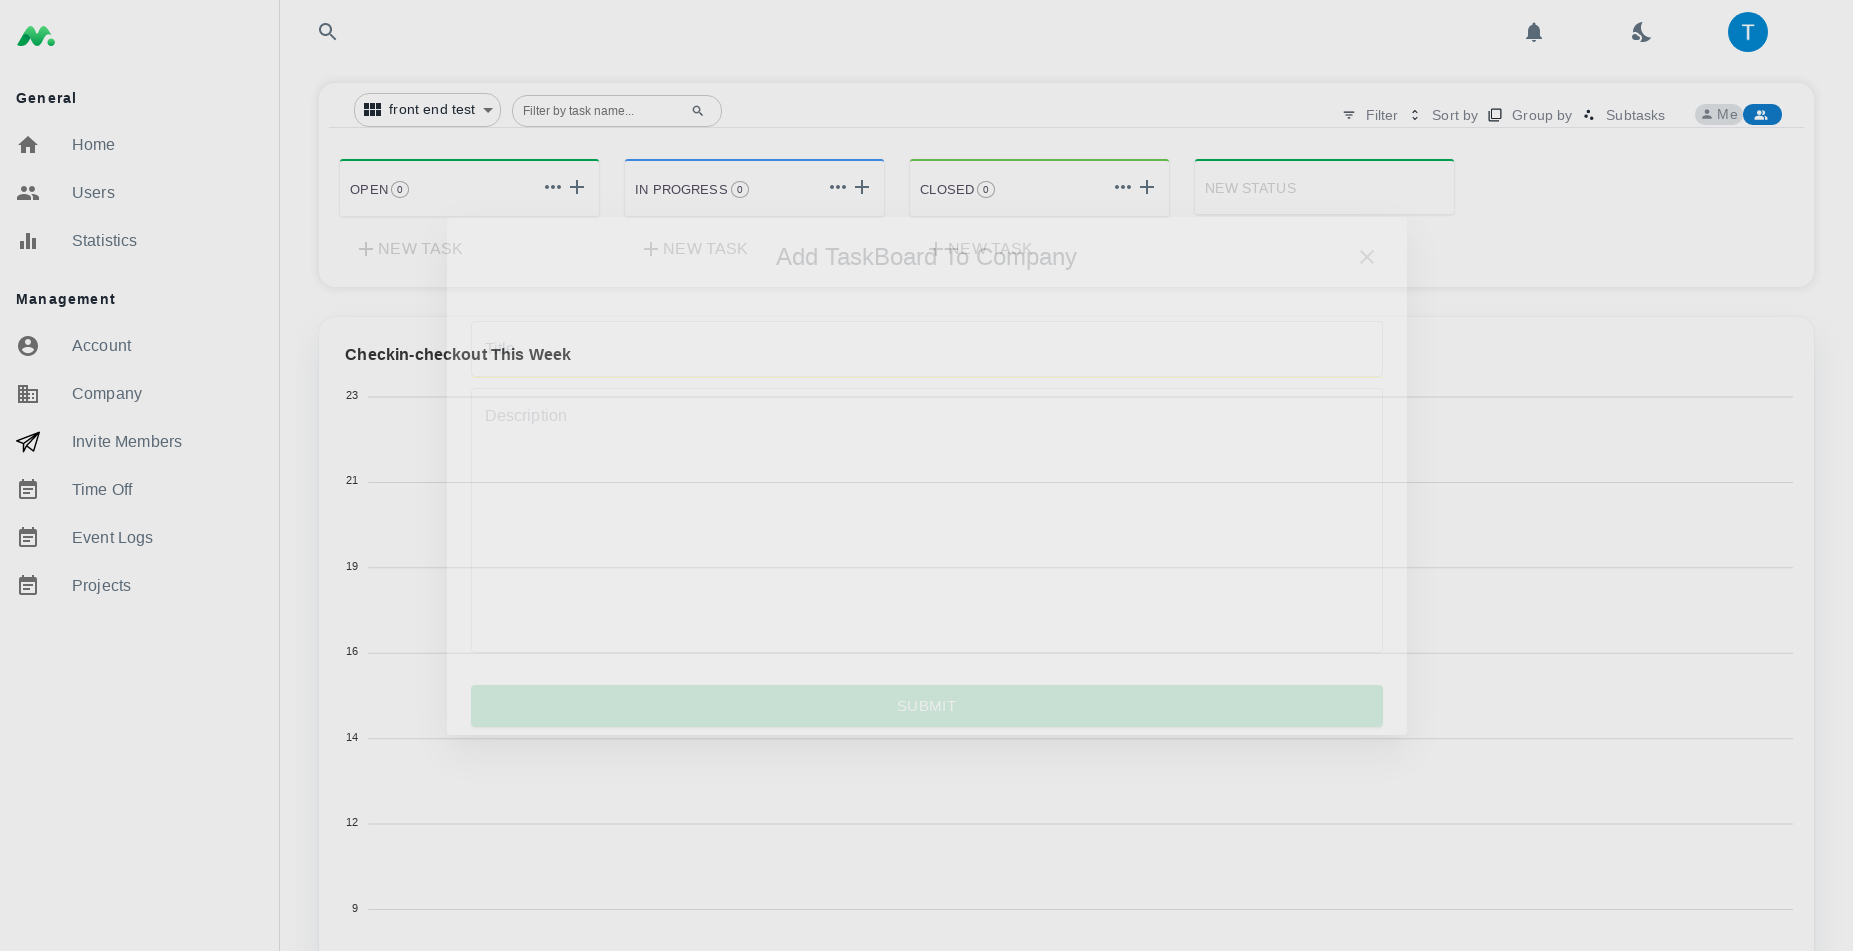 T
General
Home
Users
Statistics
Management
Account
Company
Invite Members
Time Off
Event Logs
Projects
front end test
Filter by task name...
Filter
Sort by
Group by
Subtasks
Me
OPEN 0
IN PROGRESS 0
CLOSED 0
NEW STATUS
NEW TASK
NEW TASK
NEW TASK
Add TaskBoard To Company
Title
Description
SUBMIT
Checkin-checkout This Week
23
21
19
16
14
12
9